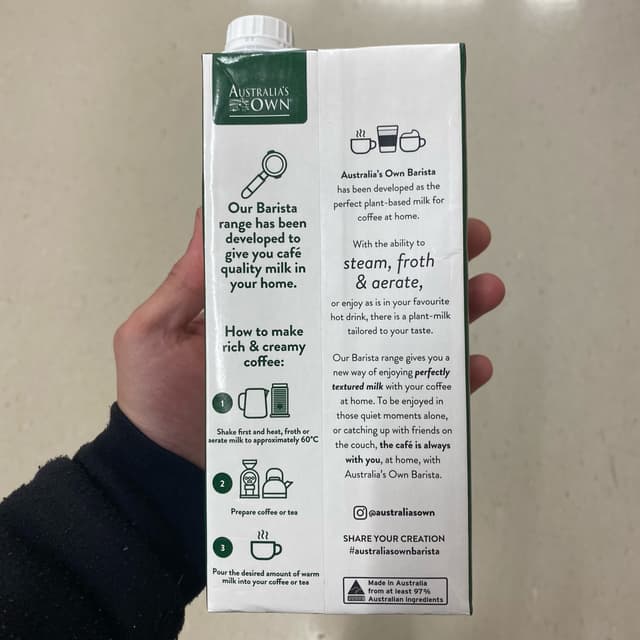 AUSTRALIA'S
OWN
Our Barista
range has been
developed to
give you café
quality milk in
your home.
How to make
rich & creamy
coffee:
1
Shake first and heat, froth or
aerate milk to approximately 60°C
2
Prepare coffee or tea
3
Pour the desired amount of warm
milk into your coffee or tea
Australia's Own Barista
has been developed as the
perfect plant-based milk for
coffee at home.
With the ability to
steam, froth
& aerate,
or enjoy as is in your favourite
hot drink, there is a plant-milk
tailored to your taste.
Our Barista range gives you a
new way of enjoying perfectly
textured milk with your coffee
at home. To be enjoyed in
those quiet moments alone,
or catching up with friends on
the couch, the café is always
with you, at home, with
Australia's Own Barista.
@australiasown
SHARE YOUR CREATION
#australiasownbarista
Made in Australia
from at least 97%
Australian ingredients